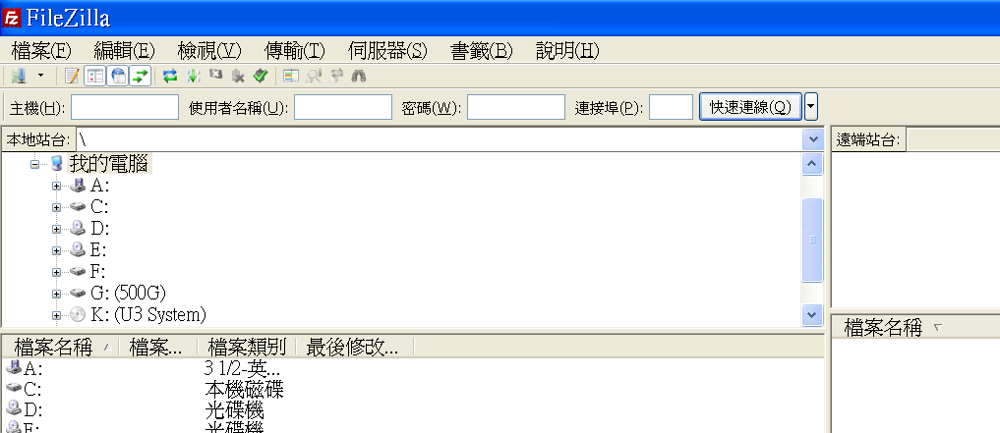 FileZilla
檔案(F) 編輯(E) 檢視(V) 傳輸(T) 伺服器(S) 書籤(B) 說明(H)
主機(H): 使用者名稱(U): 密碼(W): 連接埠(P): 快速連線(Q)
本地站台: \ 遠端站台:
我的電腦
A:
C:
D:
E:
F:
G: (500G)
K: (U3 System)
檔案名稱 檔案... 檔案類別 最後修改... 檔案名稱
A: 3 1/2-英...
C: 本機磁碟
D: 光碟機
E: 光碟機